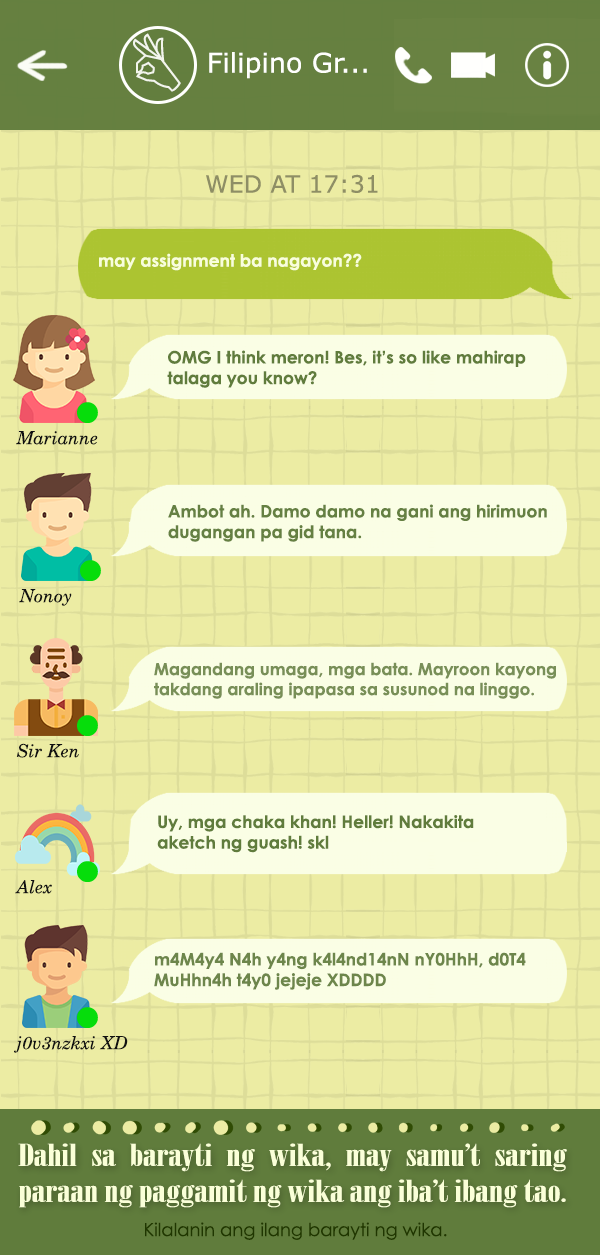 Filipino Gr...
WED AT 17:31
may assignment ba nagayon??
OMG I think meron! Bes, it's so like mahirap
talaga you know?
Marianne
Ambot ah. Damo damo na gani ang hirimuon
dugangan pa gid tana.
Nonoy
Magandang umaga, mga bata. Mayroon kayong
takdang araling ipapasa sa susunod na linggo.
Sir Ken
Uy, mga chaka khan! Heller! Nakakita
aketch ng guash! skl
Alex
m4M4y4 N4h y4ng k4l4nd14nN nY0HhH, d0T4
MuHhn4h t4y0 jejeje XDDDD
j0v3nzkxi XD
Dahil sa barayti ng wika, may samu't saring
paraan ng paggamit ng wika ang iba't ibang tao.
Kilalanin ang ilang barayti ng wika.